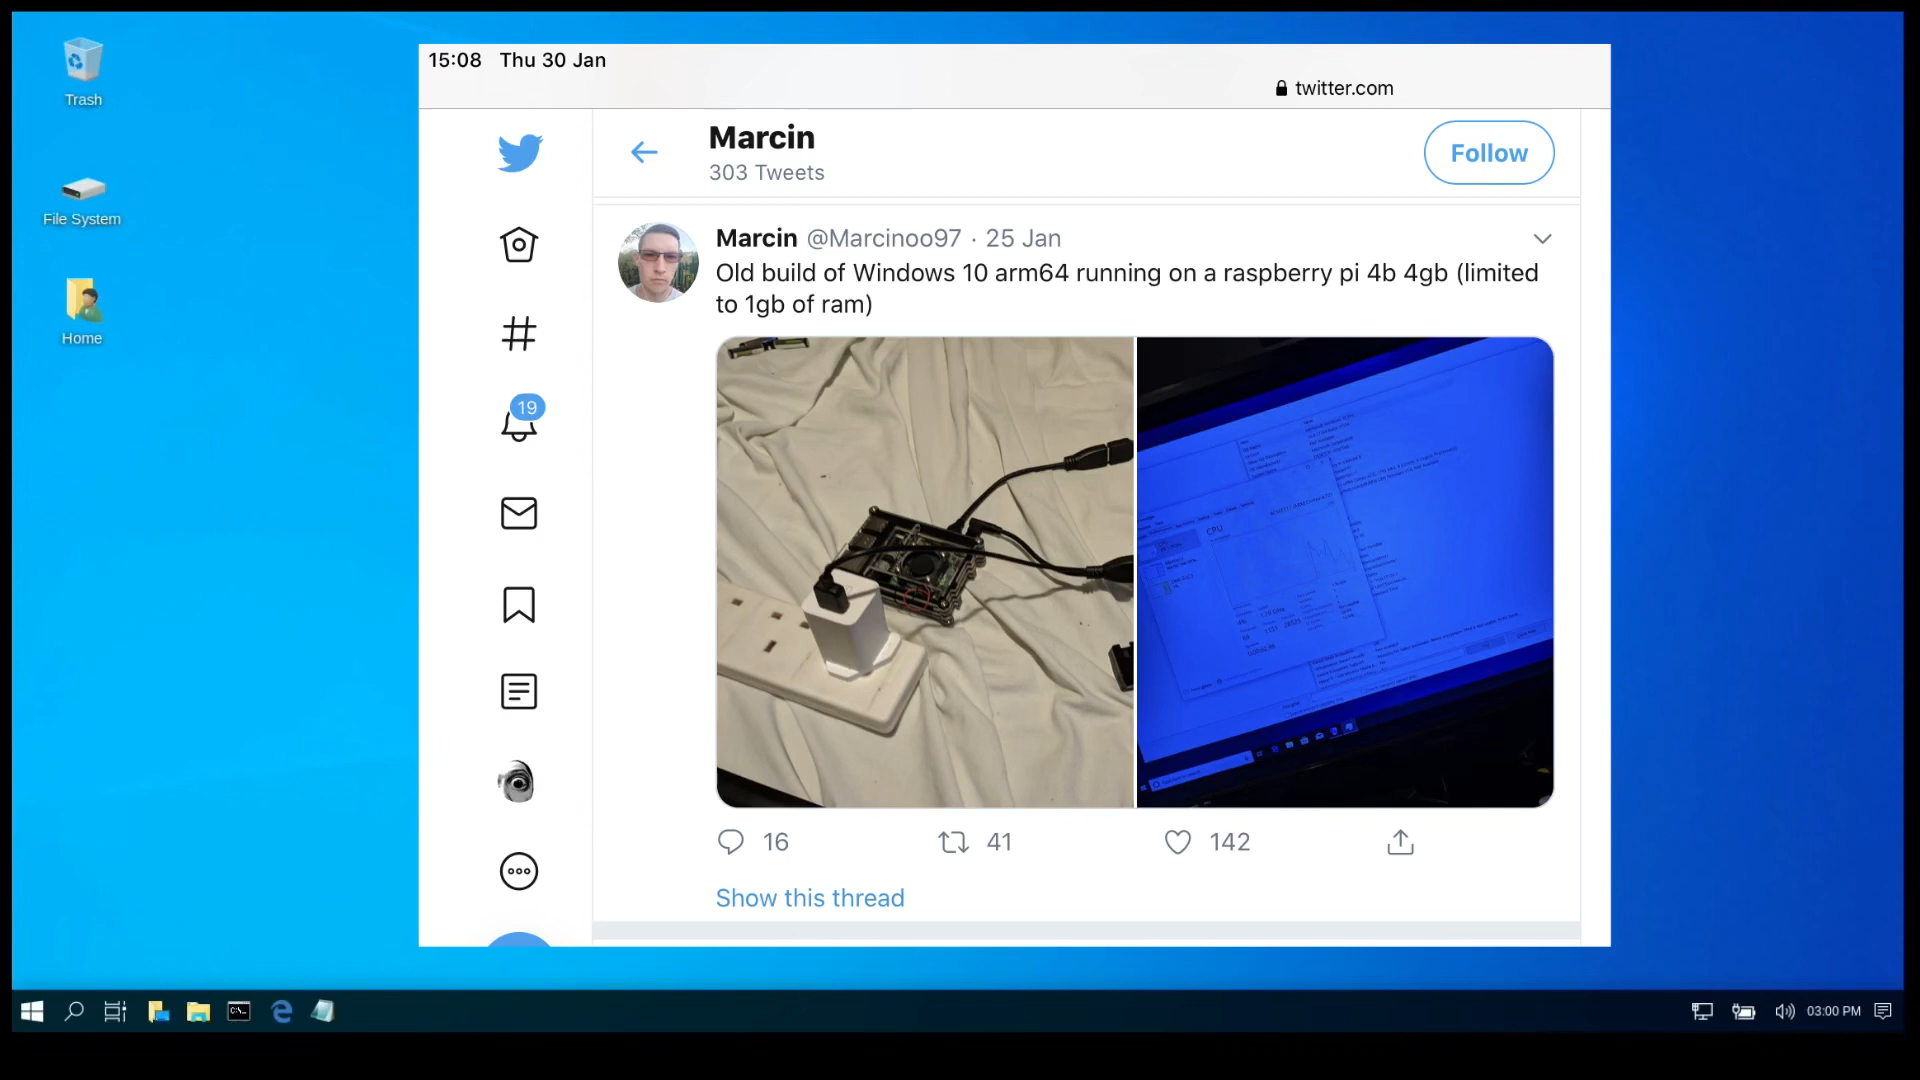 Trash
File System
Home
15:08 Thu 30 Jan
twitter.com
Marcin
303 Tweets
Follow
19
Marcin @Marcinoo97 · 25 Jan
Old build of Windows 10 arm64 running on a raspberry pi 4b 4gb (limited
to 1gb of ram)
CPU
16
41
142
Show this thread
03:00 PM